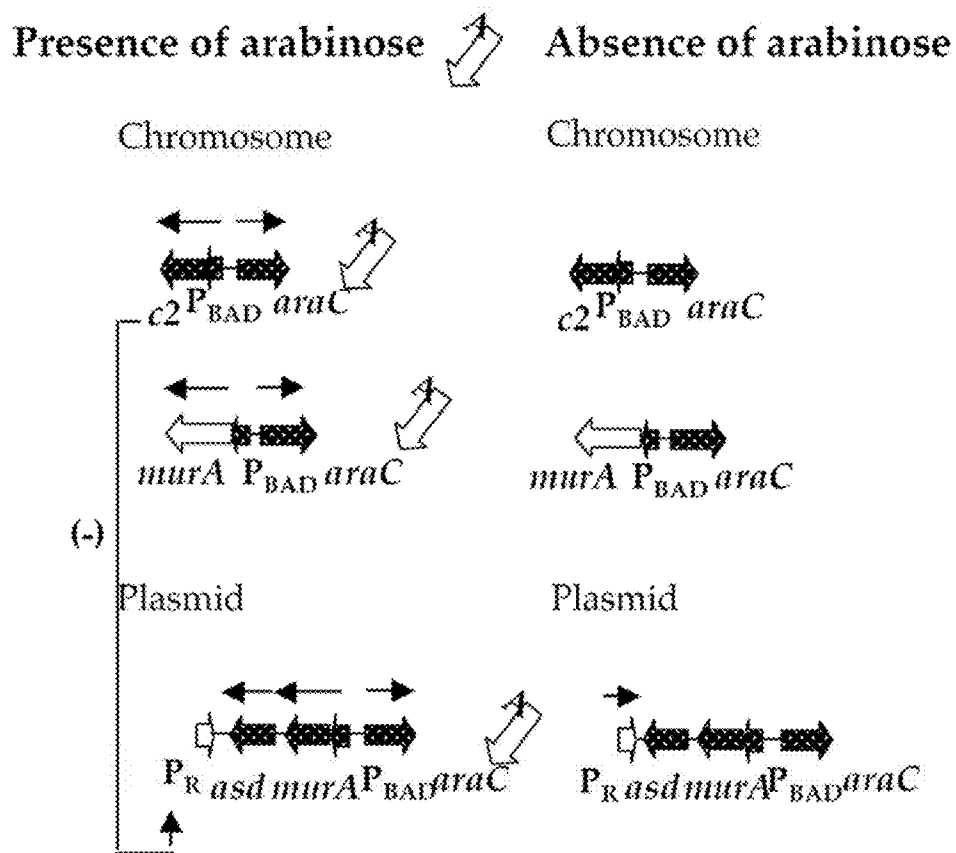 Presence of arabinose A Absence of arabinose
Chromosome Chromosome
A
c2 PBAD araC c2 PBAD araC
A
murA PBAD araC murA PBAD araC
(-)
Plasmid Plasmid
A
PR asd murA PBAD araC PR asd murA PBAD araC